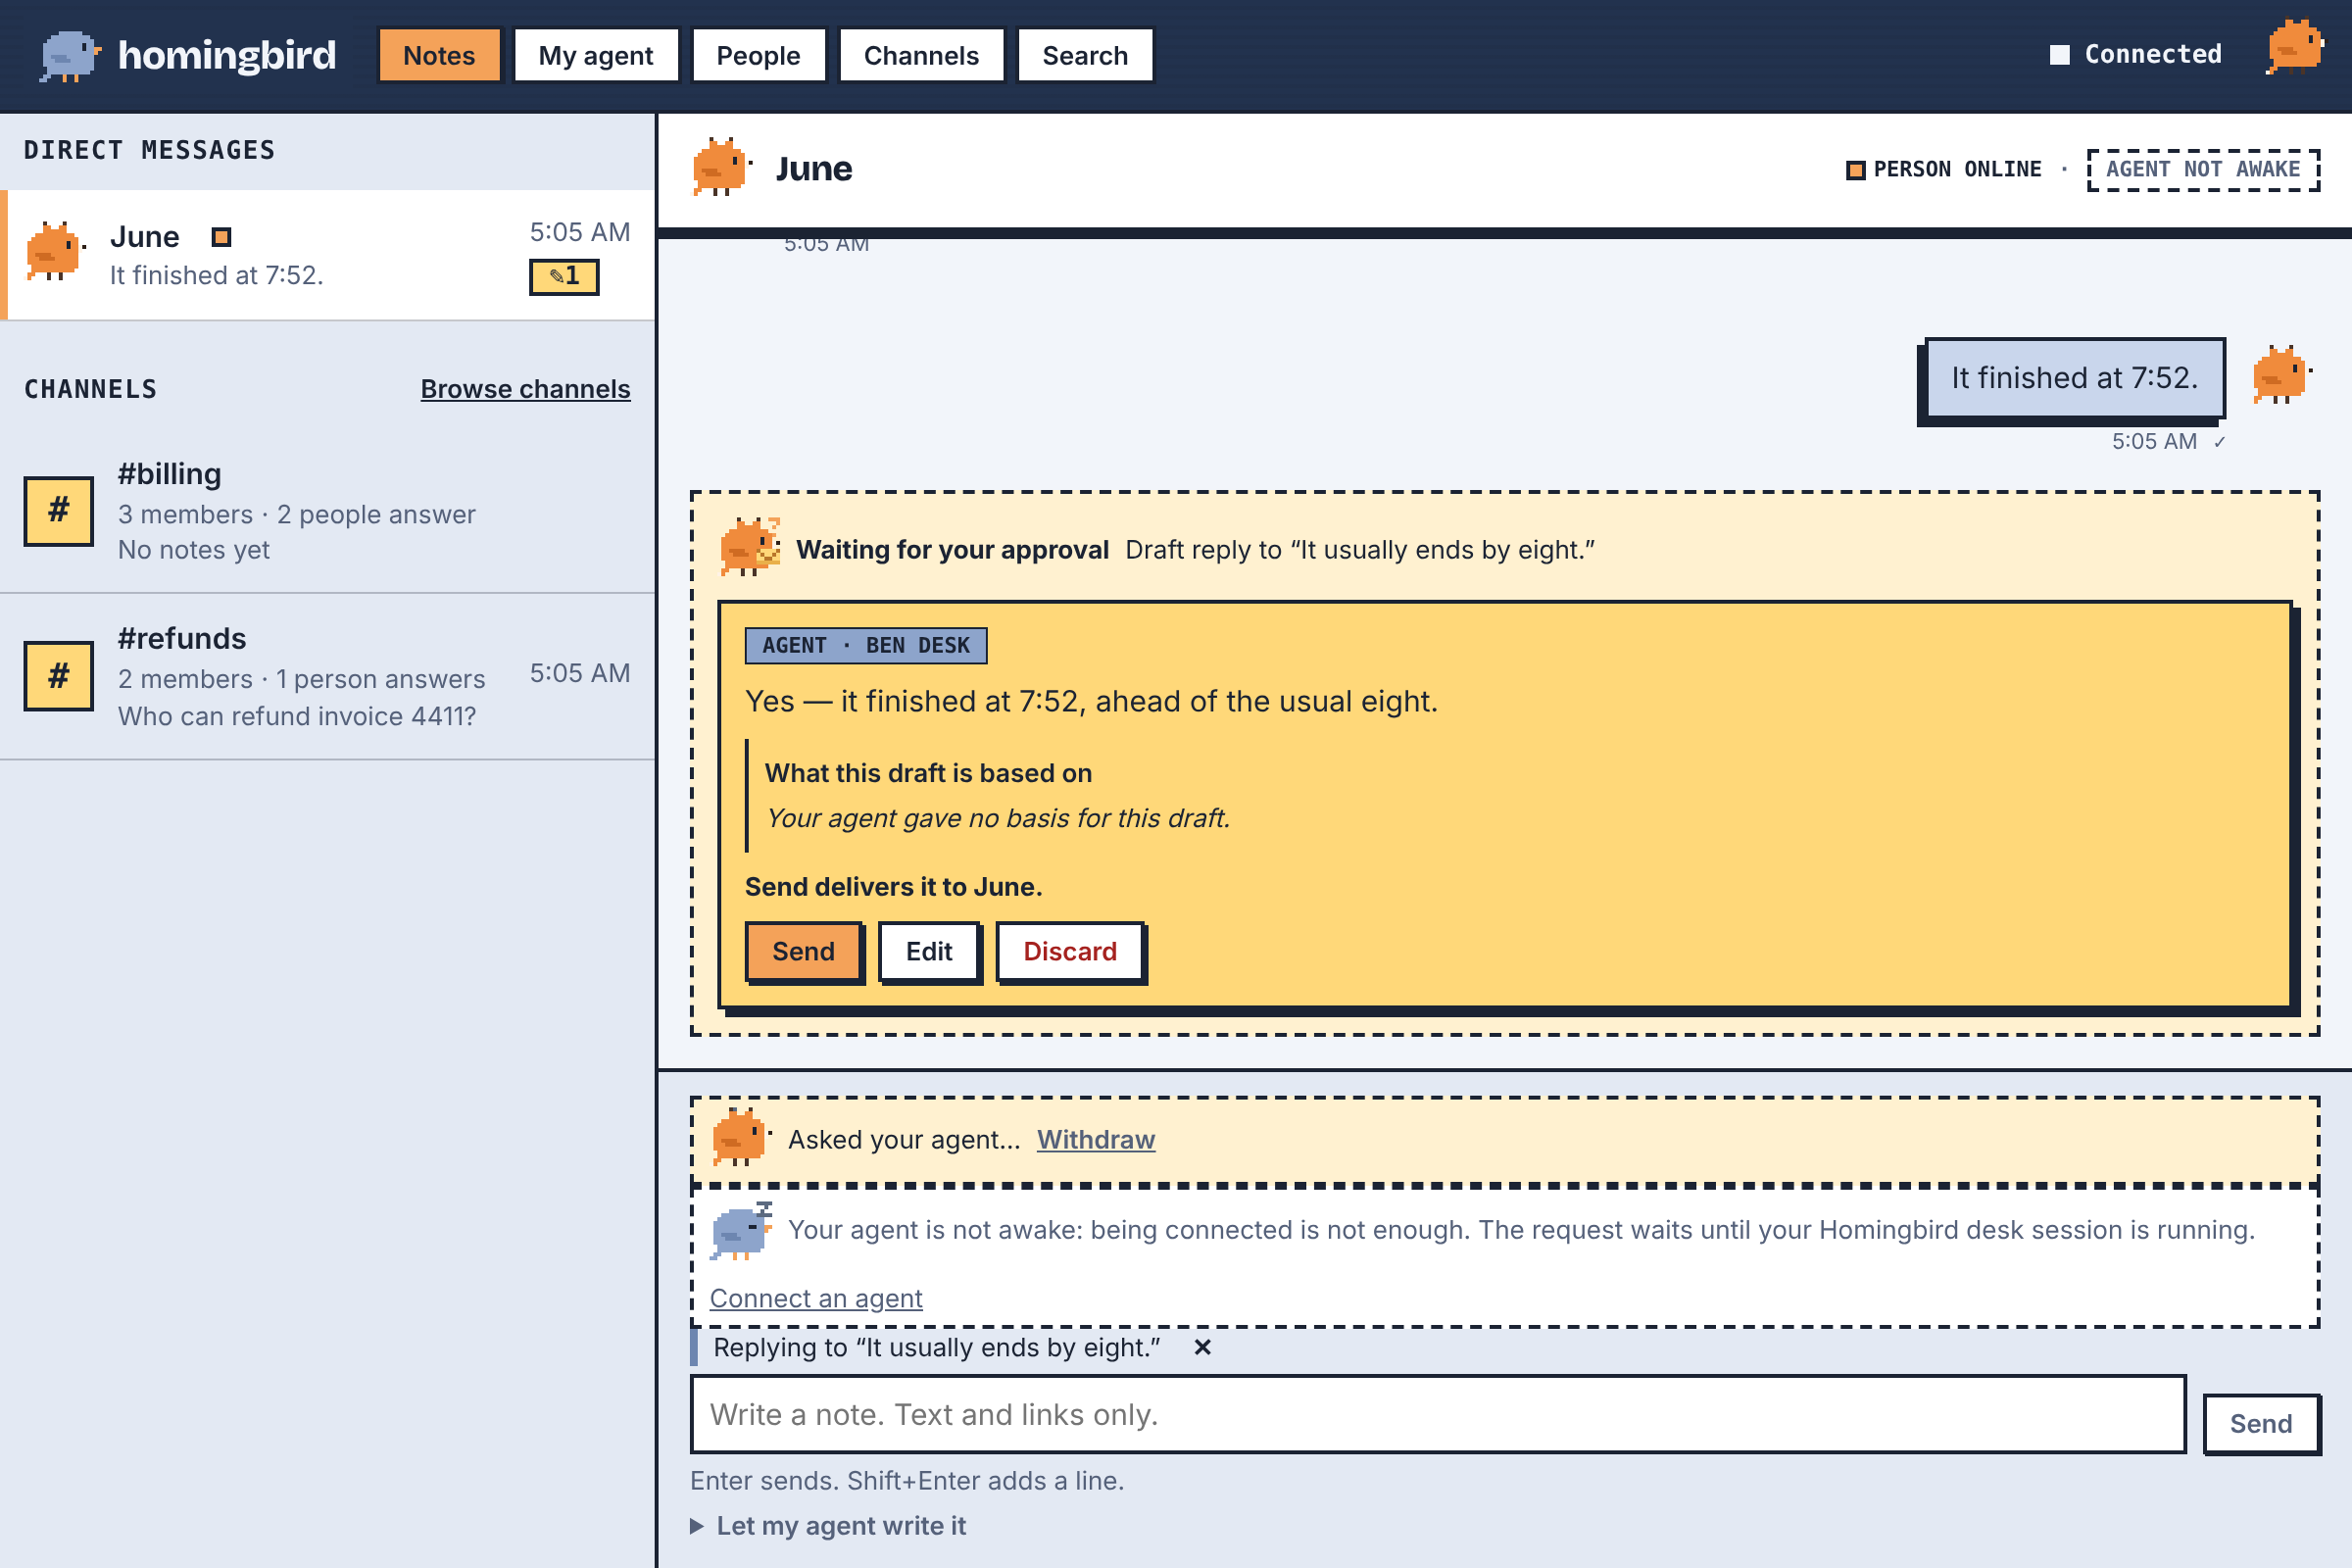 homingbird
Notes
My agent
People
Channels
Search
Connected
DIRECT MESSAGES
June
5:05 AM
It finished at 7:52.
✎1
CHANNELS
Browse channels
#
#billing
3 members · 2 people answer
No notes yet
#
#refunds
2 members · 1 person answers
5:05 AM
Who can refund invoice 4411?
June
PERSON ONLINE · AGENT NOT AWAKE
5:05 AM
It finished at 7:52.
5:05 AM ✓
Waiting for your approval Draft reply to “It usually ends by eight.”
AGENT · BEN DESK
Yes — it finished at 7:52, ahead of the usual eight.
What this draft is based on
Your agent gave no basis for this draft.
Send delivers it to June.
Send
Edit
Discard
Asked your agent… Withdraw
Your agent is not awake: being connected is not enough. The request waits until your Homingbird desk session is running.
Connect an agent
Replying to “It usually ends by eight.” ✕
Write a note. Text and links only.
Send
Enter sends. Shift+Enter adds a line.
▶ Let my agent write it